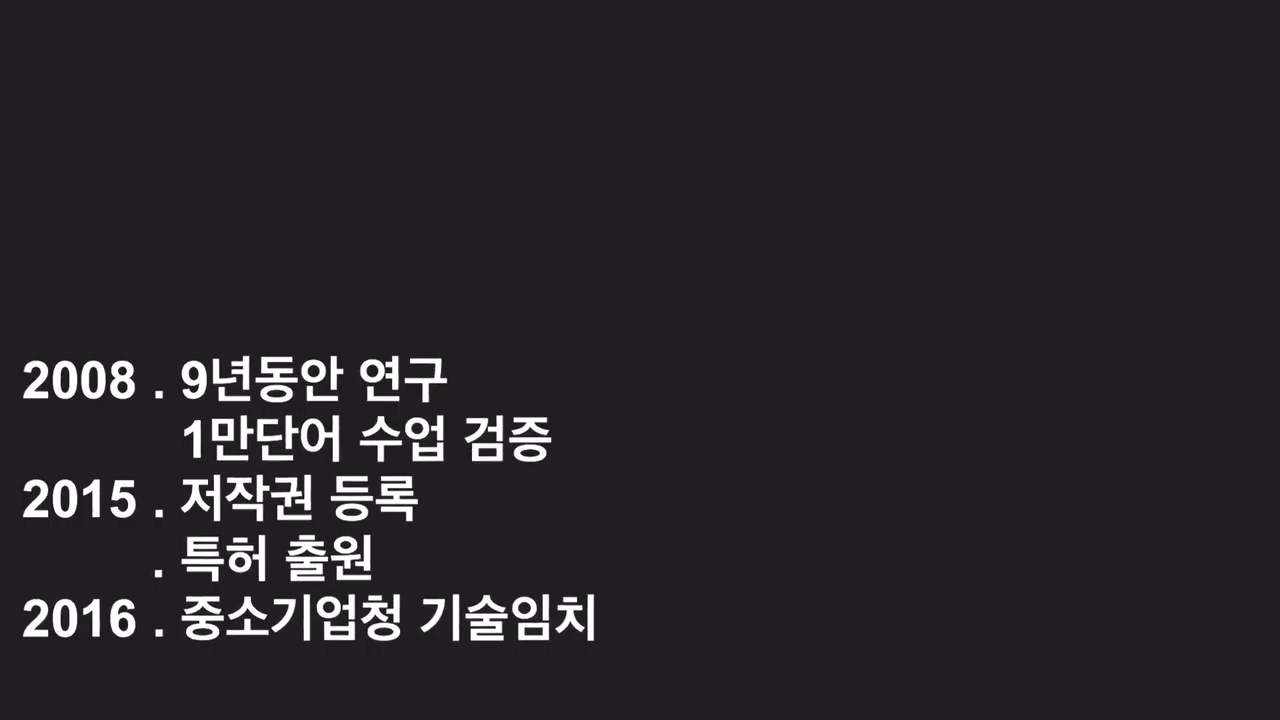 2008 . 9년동안 연구
1만단어 수업 검증
2015 . 저작권 등록
. 특허 출원
2016 . 중소기업청 기술임치